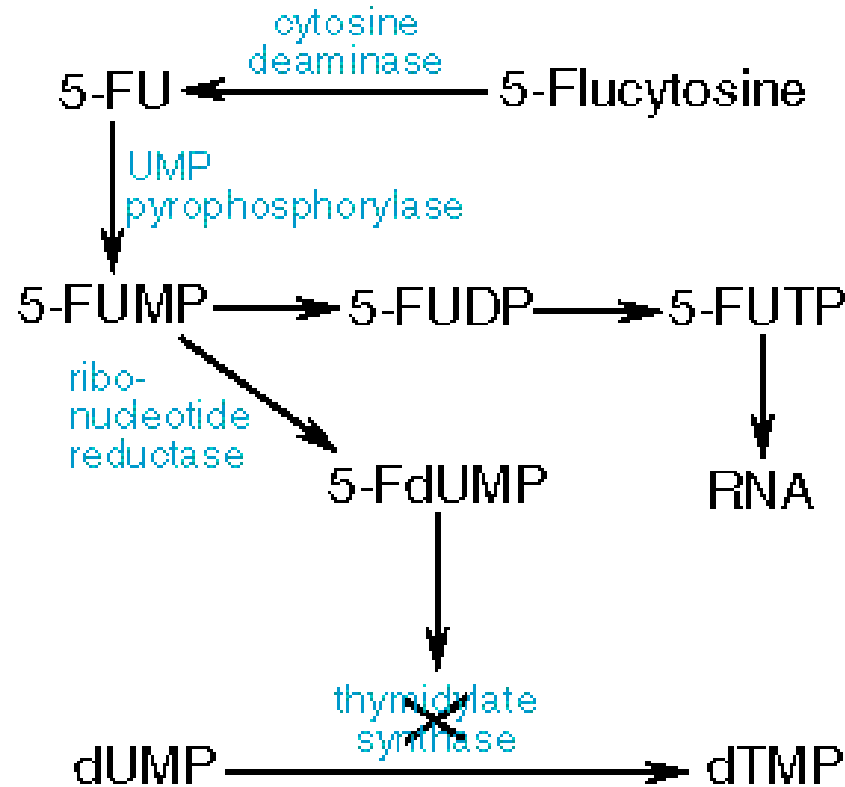 cytosine
deaminase
5-FU
5-Flucytosine
UMP
pyrophosphorylase
5-FUMP
5-FUDP
5-FUTP
ribo-
nudeotide
reductase
5-FdUMP
RNA
thymidylate
synthase
dUMP
dTMP